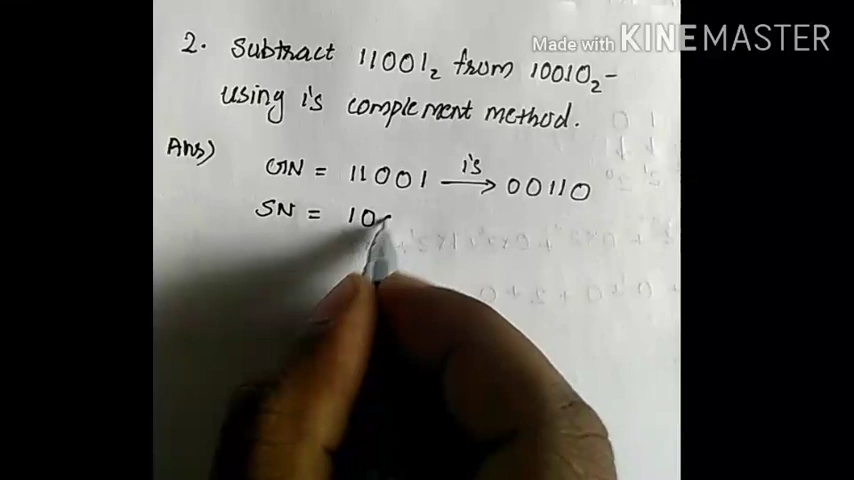 Made with KINEMASTER
2. Subtract 11001₂ from 10010₂-
using 1's complement method.
Ans)
GN = 11001 1's→ 00110
SN = 10